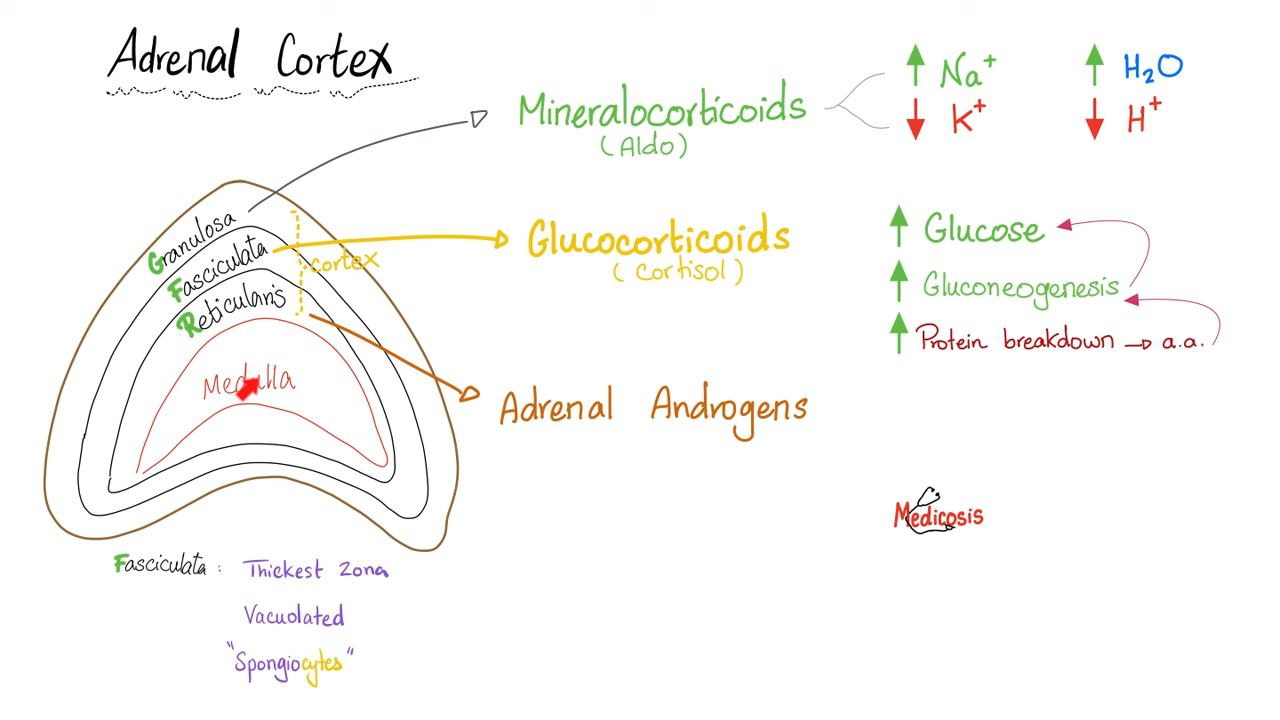 Adrenal Cortex
Mineralocorticoids
(Aldo)
↑ Na⁺
↑ H₂O
↓ K⁺
↓ H⁺
Granulosa
Fasciculata
Reticularis
cortex
Medulla
Glucocorticoids
(Cortisol)
↑ Glucose
↑ Gluconeogenesis
↑ Protein breakdown → a.a.
Adrenal Androgens
Medicosis
Fasciculata : Thickest Zona
Vacuolated
"Spongiocytes"